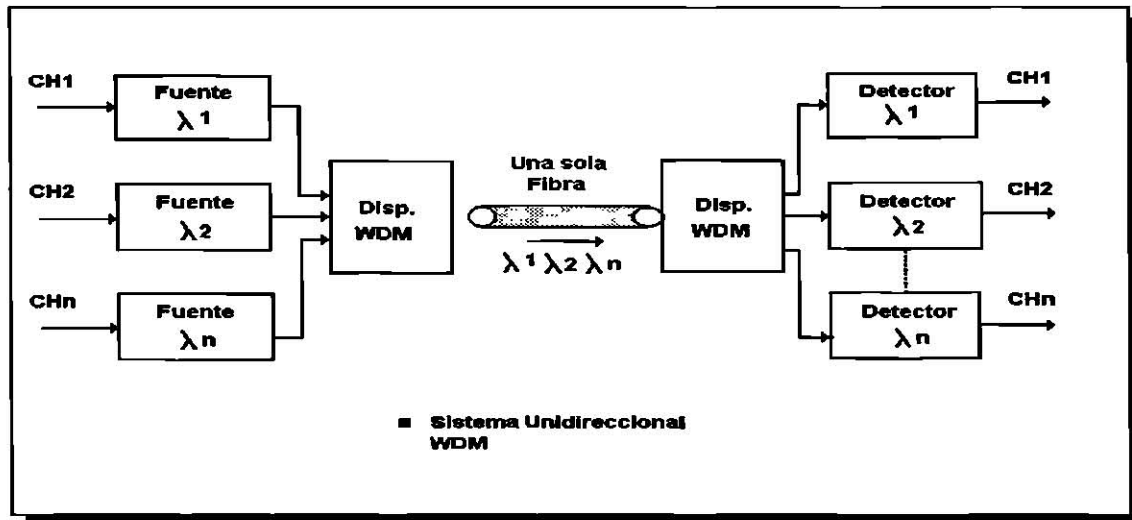 CH1
Fuente
λ1
CH2
Fuente
λ2
CHn
Fuente
λn
Disp.
WDM
Una sola
Fibra
λ1 λ2 λn
Disp.
WDM
Detector
λ1
CH1
Detector
λ2
CH2
Detector
λn
CHn
■ Sistema Unidireccional
WDM